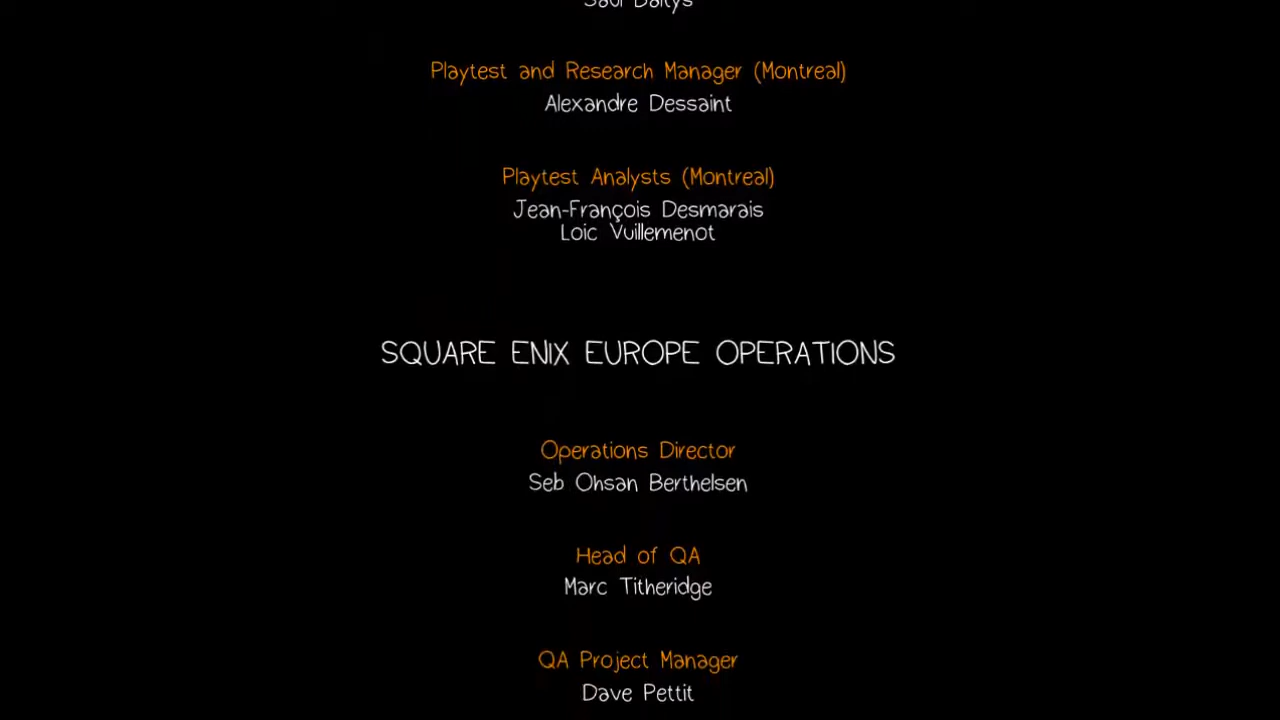 Playtest and Research Manager (Montreal)
Alexandre Dessaint
Playtest Analysts (Montreal)
Jean-François Desmarais
Loic Vuillemenot
SQUARE ENIX EUROPE OPERATIONS
Operations Director
Seb Ohsan Berthelsen
Head of QA
Marc Titheridge
QA Project Manager
Dave Pettit